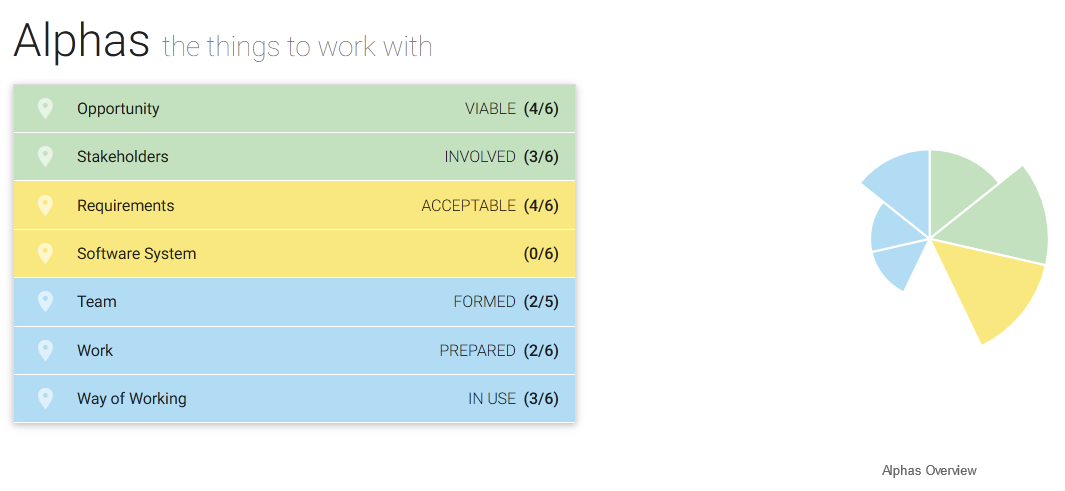 Alphas the things to work with
Opportunity VIABLE (4/6)
Stakeholders INVOLVED (3/6)
Requirements ACCEPTABLE (4/6)
Software System (0/6)
Team FORMED (2/5)
Work PREPARED (2/6)
Way of Working IN USE (3/6)
Alphas Overview